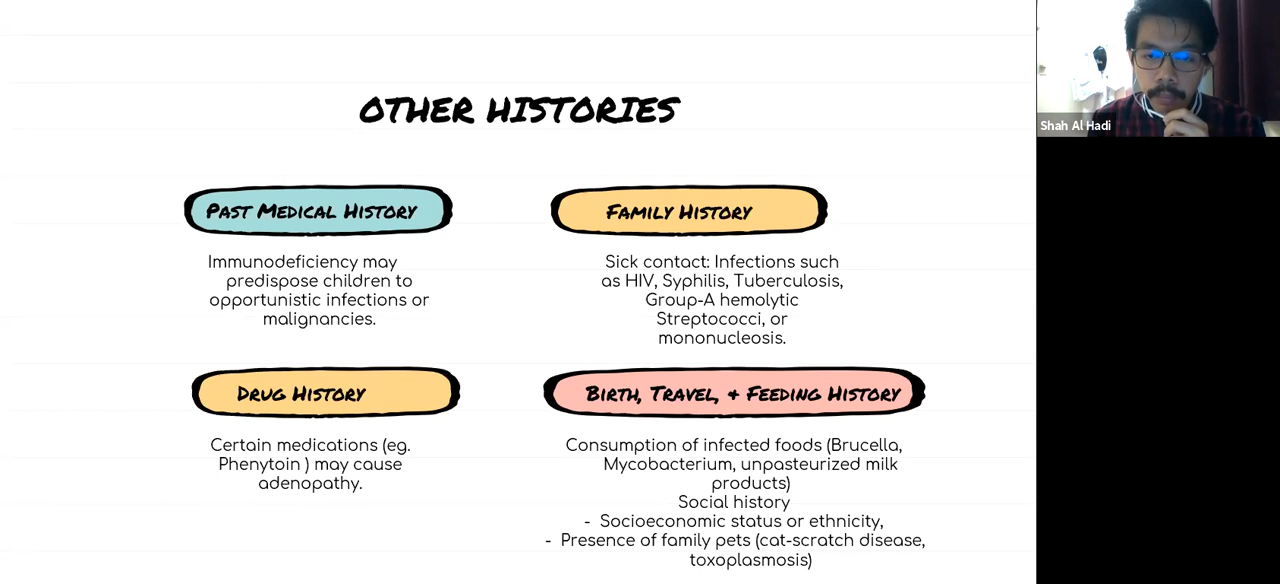 OTHER HISTORIES
PAST MEDICAL HISTORY
Immunodeficiency may
predispose children to
opportunistic infections or
malignancies.
FAMILY HISTORY
Sick contact: Infections such
as HIV, Syphilis, Tuberculosis,
Group-A hemolytic
Streptococci, or
mononucleosis.
DRUG HISTORY
Certain medications (eg.
Phenytoin ) may cause
adenopathy.
BIRTH, TRAVEL, + FEEDING HISTORY
Consumption of infected foods (Brucella,
Mycobacterium, unpasteurized milk
products)
Social history
- Socioeconomic status or ethnicity,
- Presence of family pets (cat-scratch disease,
toxoplasmosis)
Shah Al Hadi